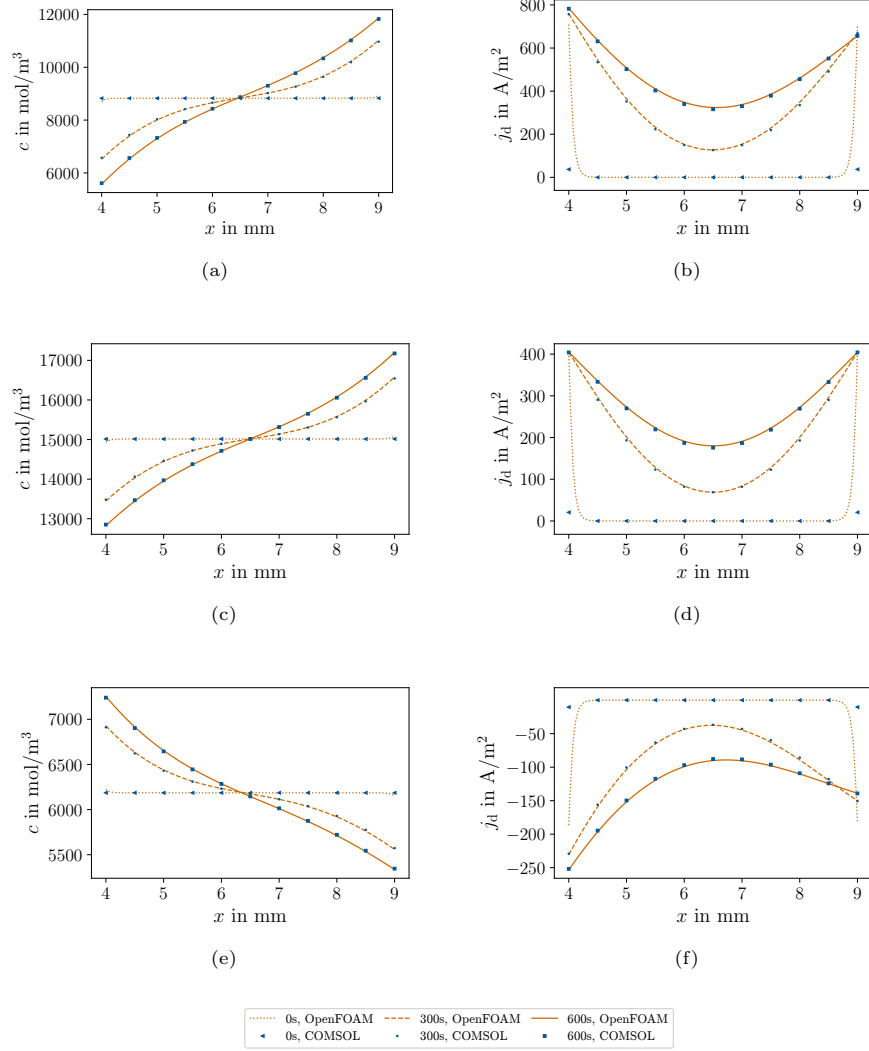 12000
10000
8000
6000
c in mol/m³
4 5 6 7 8 9
x in mm
(a)
800
600
400
200
0
j_d in A/m²
4 5 6 7 8 9
x in mm
(b)
17000
16000
15000
14000
13000
c in mol/m³
4 5 6 7 8 9
x in mm
(c)
400
300
200
100
0
j_d in A/m²
4 5 6 7 8 9
x in mm
(d)
7000
6500
6000
5500
c in mol/m³
4 5 6 7 8 9
x in mm
(e)
−50
−100
−150
−200
−250
j_d in A/m²
4 5 6 7 8 9
x in mm
(f)
0s, OpenFOAM 300s, OpenFOAM 600s, OpenFOAM
0s, COMSOL 300s, COMSOL 600s, COMSOL